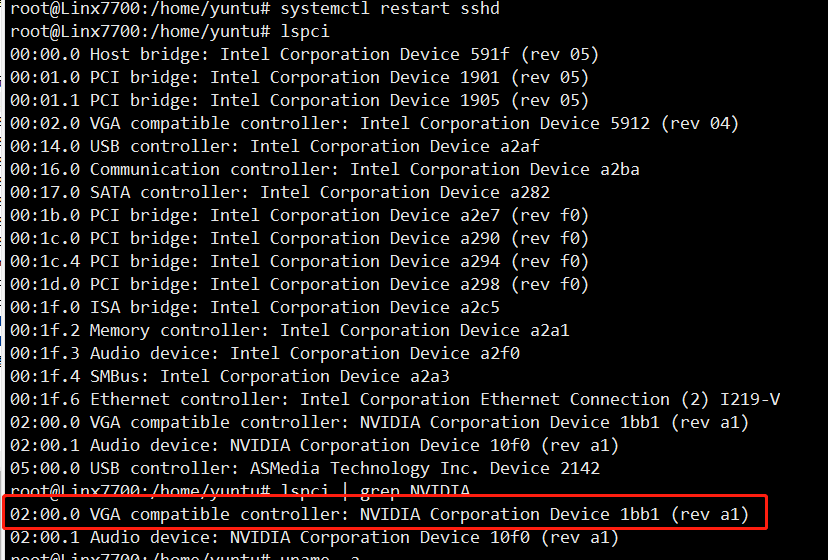 root@Linx7700:/home/yuntu# systemctl restart sshd
root@Linx7700:/home/yuntu# lspci
00:00.0 Host bridge: Intel Corporation Device 591f (rev 05)
00:01.0 PCI bridge: Intel Corporation Device 1901 (rev 05)
00:01.1 PCI bridge: Intel Corporation Device 1905 (rev 05)
00:02.0 VGA compatible controller: Intel Corporation Device 5912 (rev 04)
00:14.0 USB controller: Intel Corporation Device a2af
00:16.0 Communication controller: Intel Corporation Device a2ba
00:17.0 SATA controller: Intel Corporation Device a282
00:1b.0 PCI bridge: Intel Corporation Device a2e7 (rev f0)
00:1c.0 PCI bridge: Intel Corporation Device a290 (rev f0)
00:1c.4 PCI bridge: Intel Corporation Device a294 (rev f0)
00:1d.0 PCI bridge: Intel Corporation Device a298 (rev f0)
00:1f.0 ISA bridge: Intel Corporation Device a2c5
00:1f.2 Memory controller: Intel Corporation Device a2a1
00:1f.3 Audio device: Intel Corporation Device a2f0
00:1f.4 SMBus: Intel Corporation Device a2a3
00:1f.6 Ethernet controller: Intel Corporation Ethernet Connection (2) I219-V
02:00.0 VGA compatible controller: NVIDIA Corporation Device 1bb1 (rev a1)
02:00.1 Audio device: NVIDIA Corporation Device 10f0 (rev a1)
05:00.0 USB controller: ASMedia Technology Inc. Device 2142
root@Linx7700:/home/yuntu# lspci | grep NVIDIA
02:00.0 VGA compatible controller: NVIDIA Corporation Device 1bb1 (rev a1)
02:00.1 Audio device: NVIDIA Corporation Device 10f0 (rev a1)
root@Linx7700:/home/yuntu# uname -a